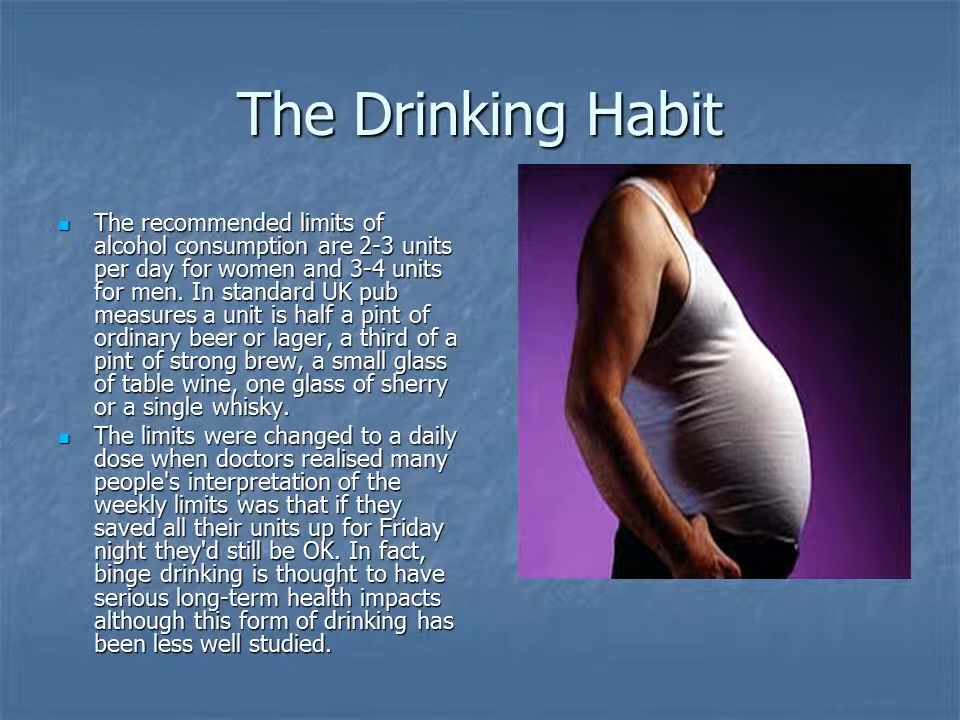 The Drinking Habit
The recommended limits of
alcohol consumption are 2-3 units
per day for women and 3-4 units
for men. In standard UK pub
measures a unit is half a pint of
ordinary beer or lager, a third of a
pint of strong brew, a small glass
of table wine, one glass of sherry
or a single whisky.
The limits were changed to a daily
dose when doctors realised many
people's interpretation of the
weekly limits was that if they
saved all their units up for Friday
night they'd still be OK. In fact,
binge drinking is thought to have
serious long-term health impacts
although this form of drinking has
been less well studied.